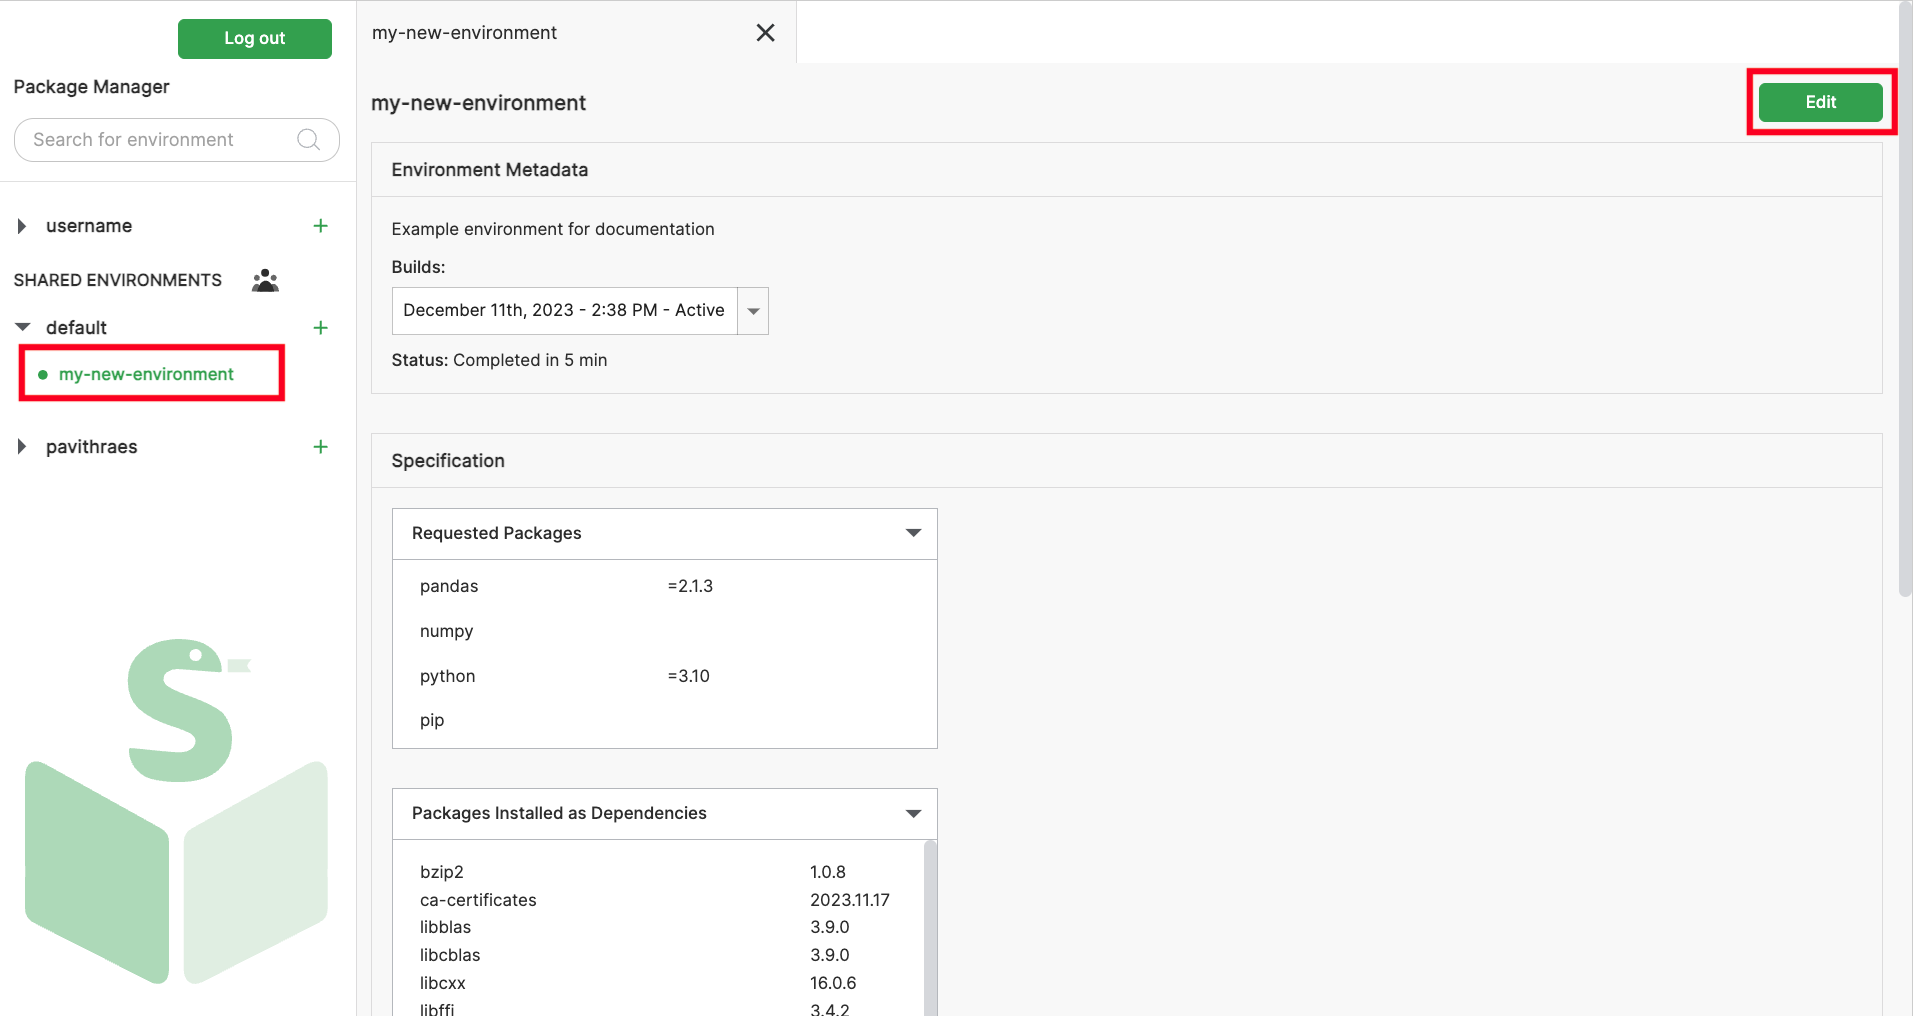 Log out
Package Manager
Search for environment
username +
SHARED ENVIRONMENTS
default +
my-new-environment
pavithraes +
my-new-environment
my-new-environment
Edit
Environment Metadata
Example environment for documentation
Builds:
December 11th, 2023 - 2:38 PM - Active
Status: Completed in 5 min
Specification
Requested Packages
pandas =2.1.3
numpy
python =3.10
pip
Packages Installed as Dependencies
bzip2 1.0.8
ca-certificates 2023.11.17
libblas 3.9.0
libcblas 3.9.0
libcxx 16.0.6
libffi 3.4.2